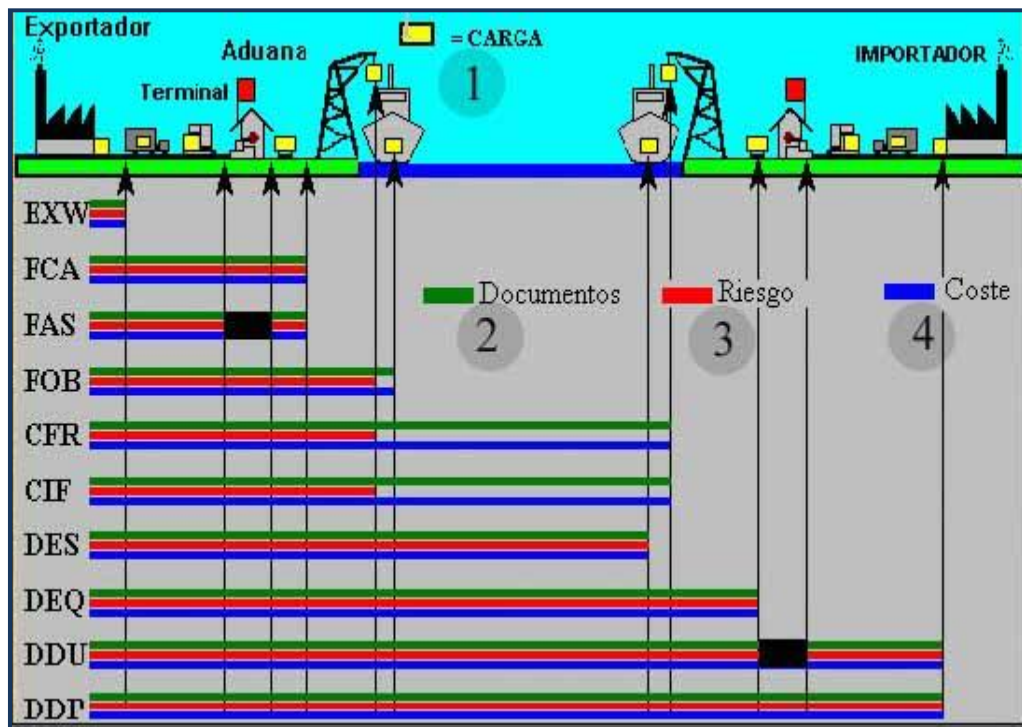 Exportador
= CARGA
Aduana
IMPORTADOR
Terminal
1
EXW
FCA
Documentos
Riesgo
Coste
FAS
2
3
4
FOB
CFR
CIF
DES
DEQ
DDU
DDP